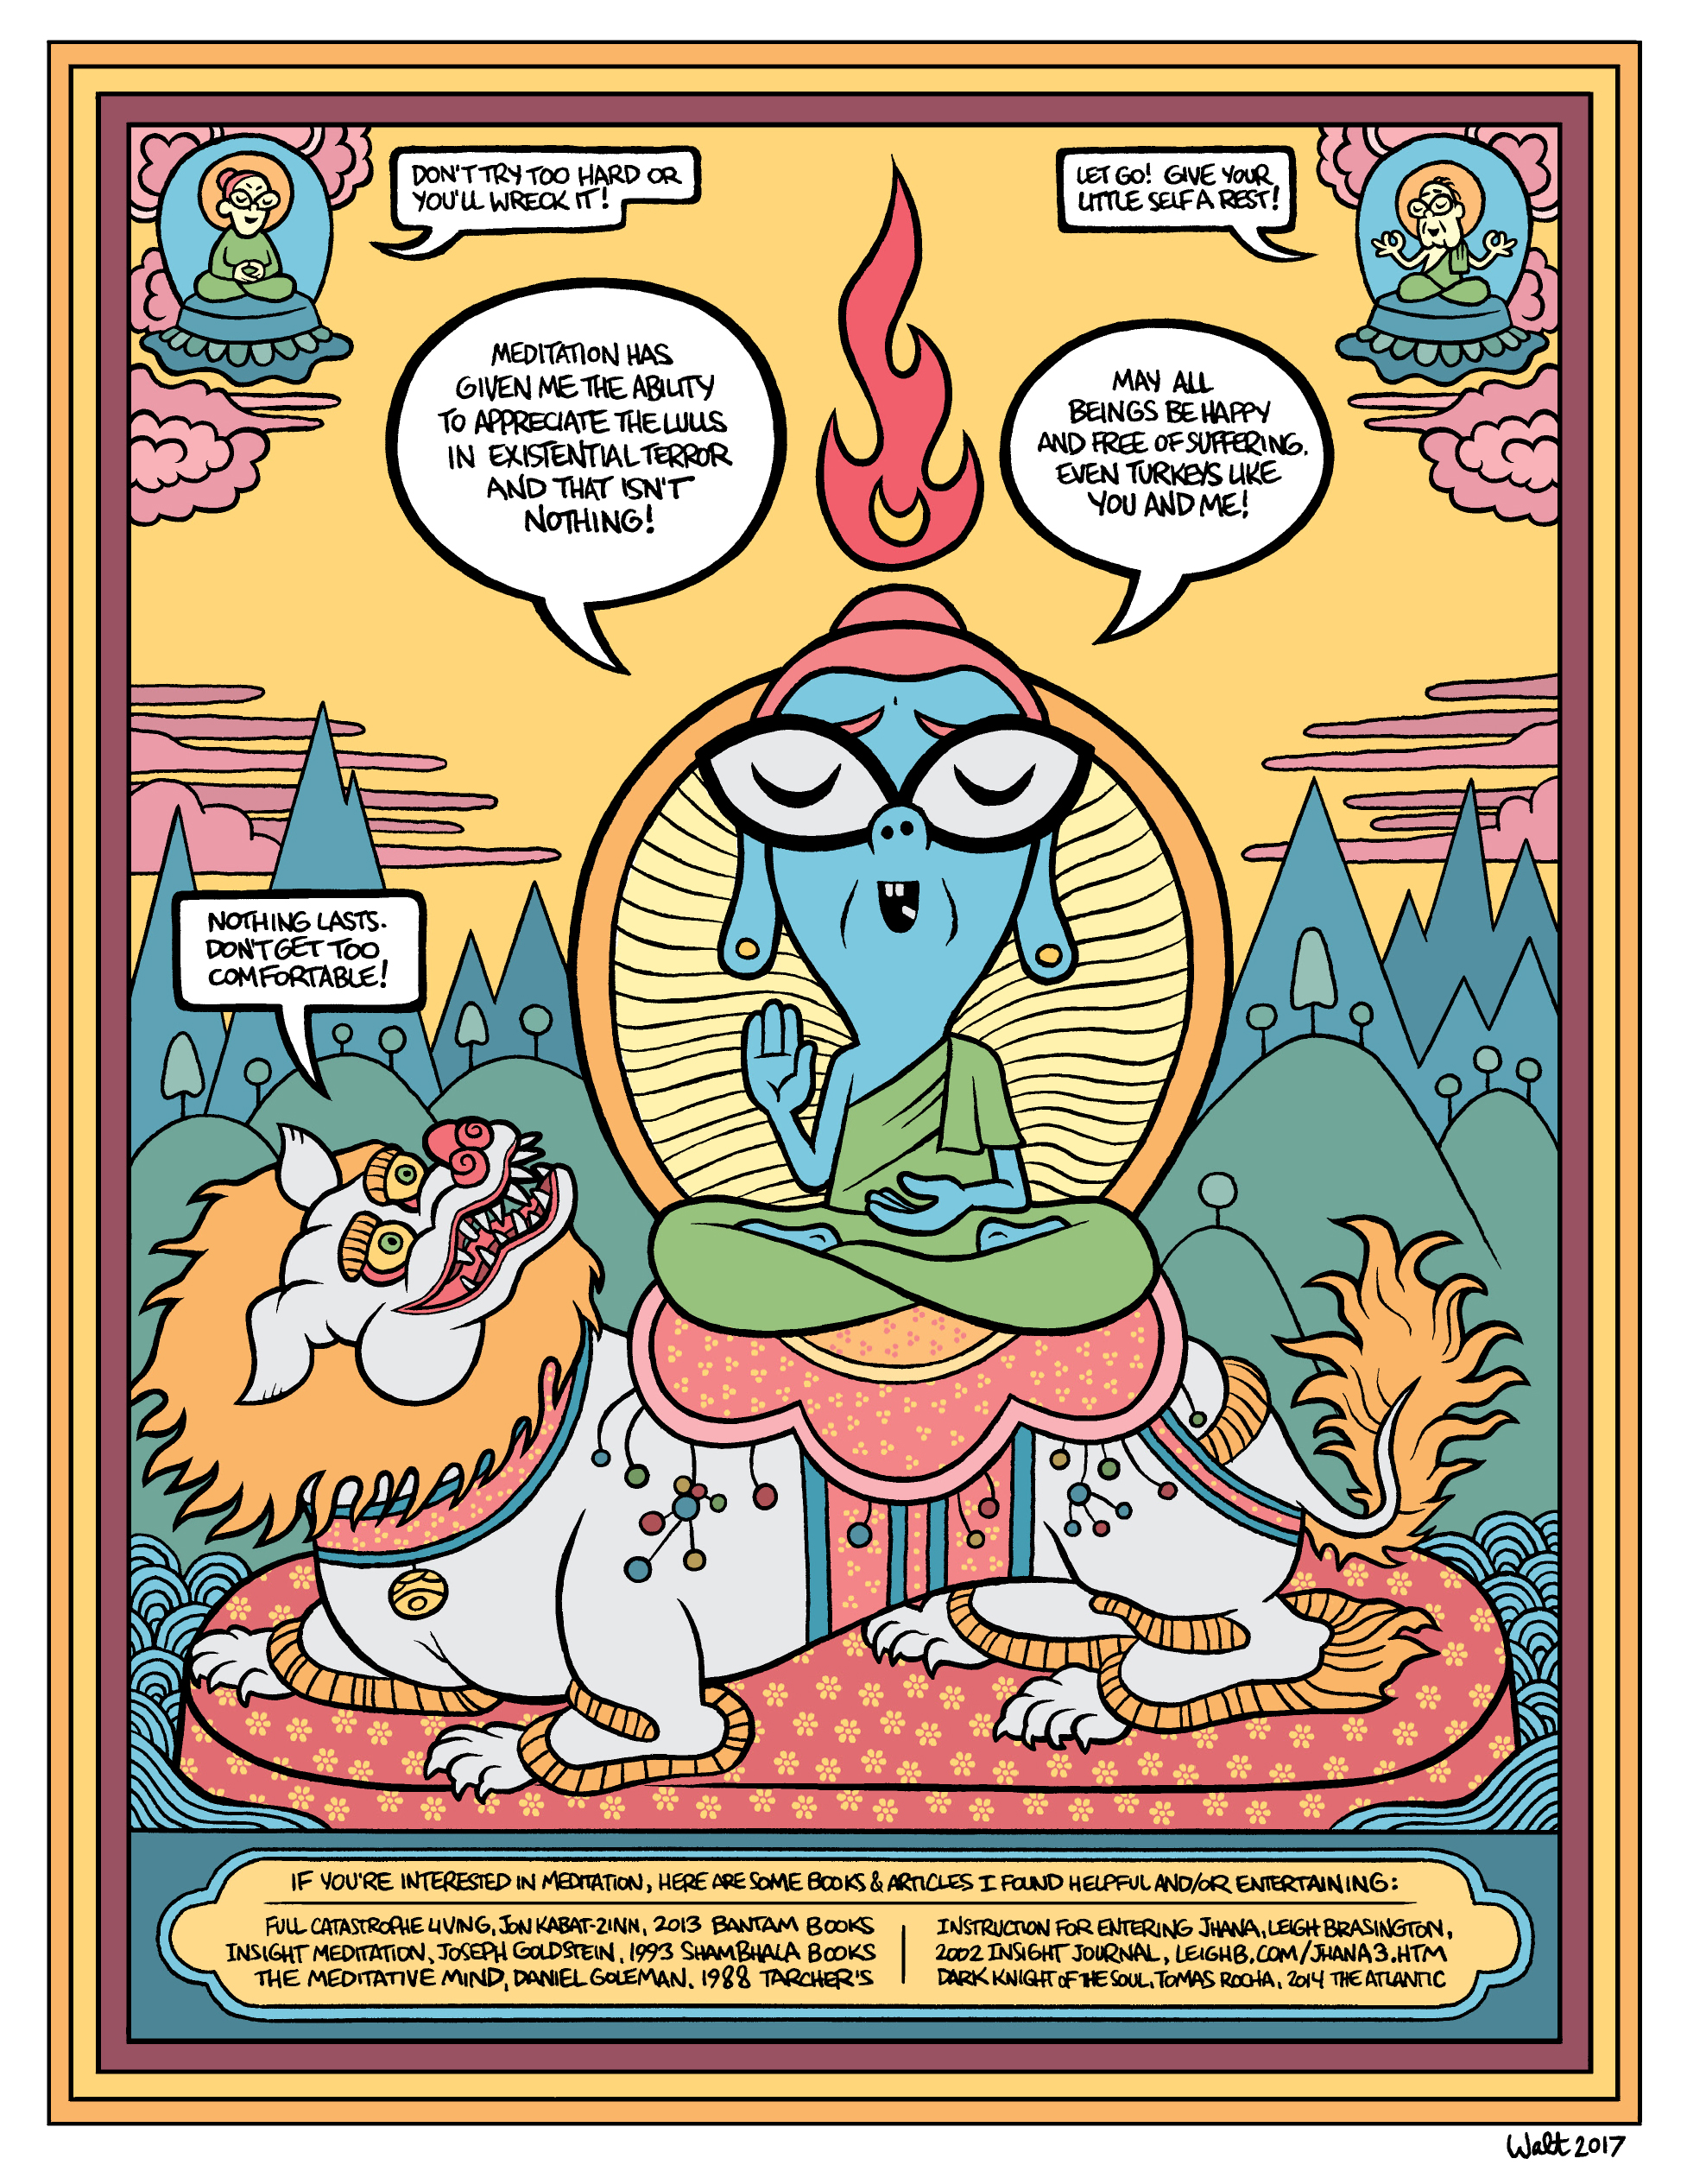 DON'T TRY TOO HARD OR
YOU'LL WRECK IT!
LET GO! GIVE YOUR
LITTLE SELF A REST!
MEDITATION HAS
GIVEN ME THE ABILITY
TO APPRECIATE THE LULLS
IN EXISTENTIAL TERROR
AND THAT ISN'T
NOTHING!
MAY ALL
BEINGS BE HAPPY
AND FREE OF SUFFERING.
EVEN TURKEYS LIKE
YOU AND ME!
NOTHING LASTS.
DON'T GET TOO
COMFORTABLE!
IF YOU'RE INTERESTED IN MEDITATION, HERE ARE SOME BOOKS & ARTICLES I FOUND HELPFUL AND/OR ENTERTAINING:
FULL CATASTROPHE LIVING, JON KABAT-ZINN, 2013 BANTAM BOOKS
INSIGHT MEDITATION, JOSEPH GOLDSTEIN, 1993 SHAMBHALA BOOKS
THE MEDITATIVE MIND, DANIEL GOLEMAN, 1988 TARCHER'S
INSTRUCTION FOR ENTERING JHANA, LEIGH BRASINGTON,
2002 INSIGHT JOURNAL, LEIGHB.COM/JHANA3.HTM
DARK KNIGHT OF THE SOUL, TOMAS ROCHA, 2014 THE ATLANTIC
Walt 2017